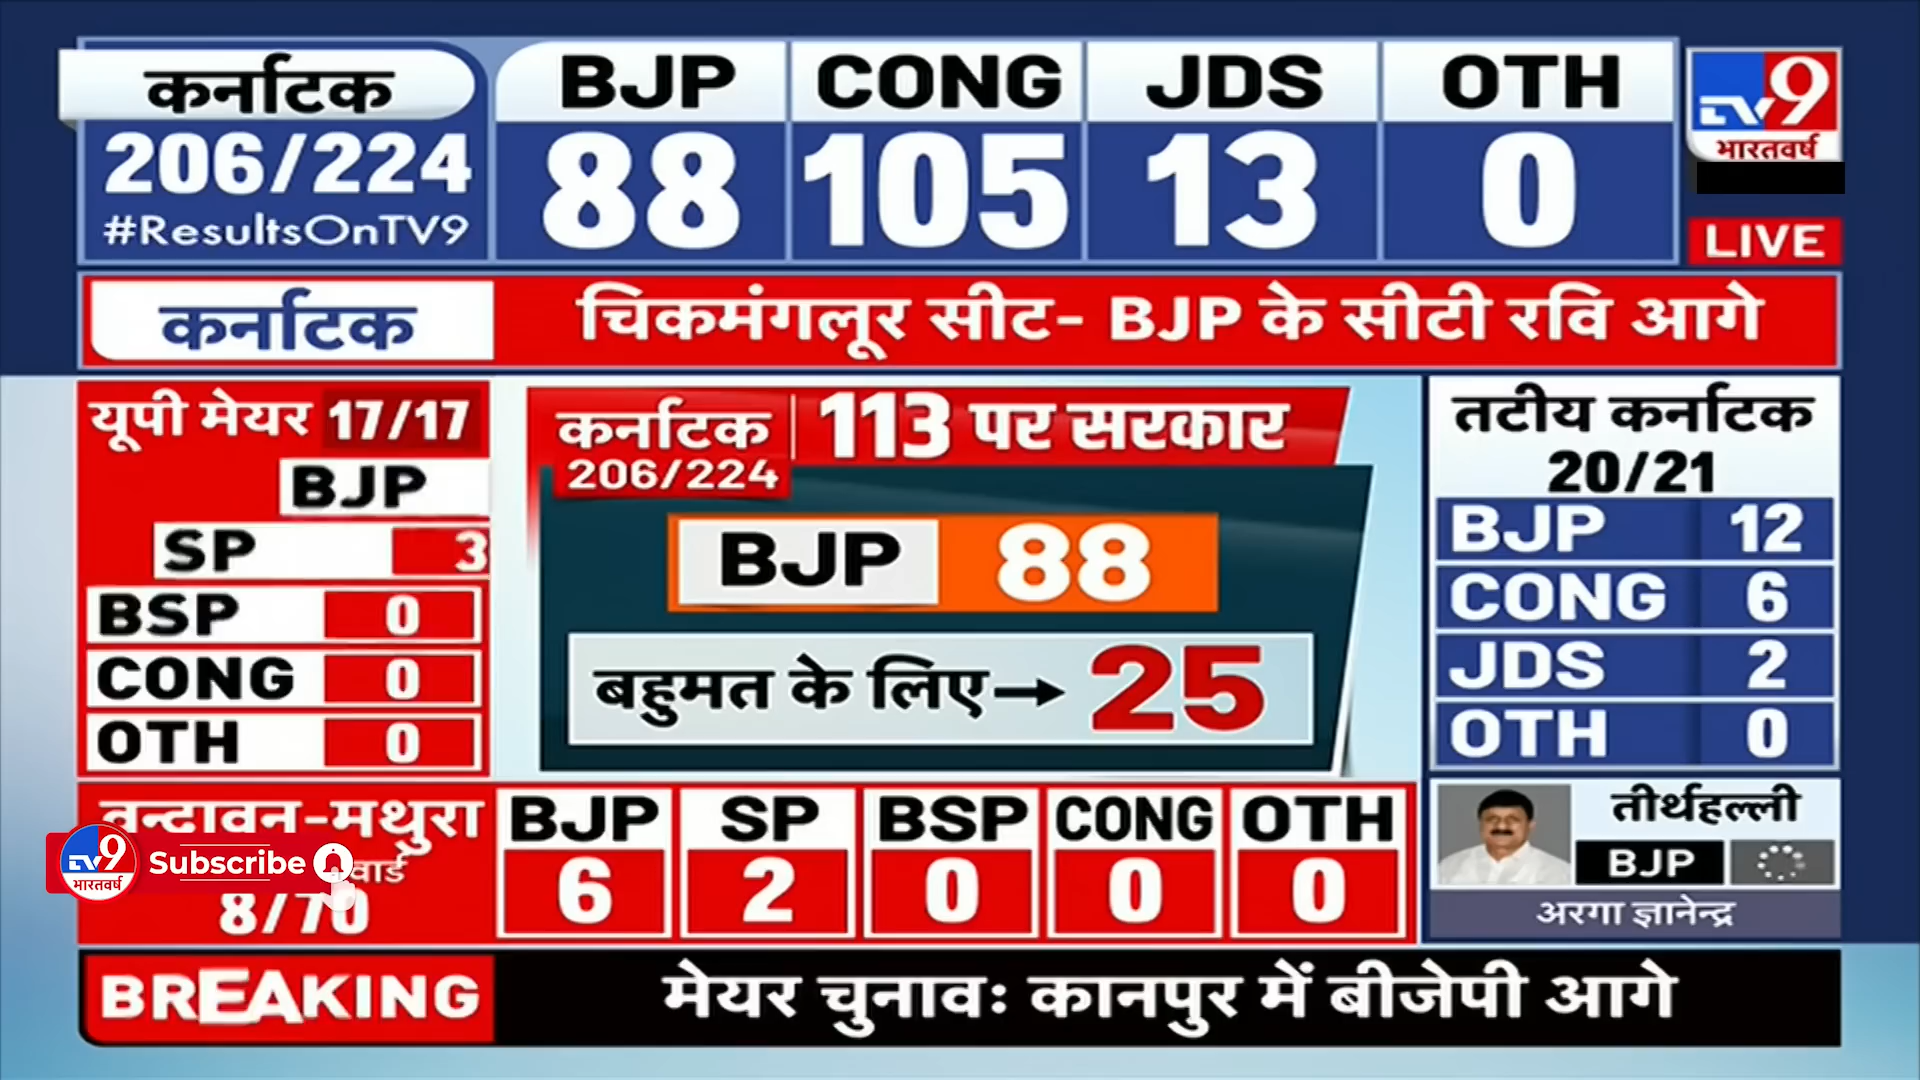 कर्नाटक
206/224
#ResultsOnTV9
BJP CONG JDS OTH
88 105 13 0
TV9
भारतवर्ष
LIVE
कर्नाटक
चिकमंगलूर सीट- BJP के सीटी रवि आगे
यूपी मेयर 17/17
BJP
SP 3
BSP 0
CONG 0
OTH 0
कर्नाटक
206/224
113 पर सरकार
BJP 88
बहुमत के लिए→ 25
तटीय कर्नाटक
20/21
BJP 12
CONG 6
JDS 2
OTH 0
वृन्दावन-मथुरा
वार्ड
8/70
TV9
भारतवर्ष
Subscribe
BJP SP BSP CONG OTH
6 2 0 0 0
तीर्थहल्ली
BJP
अरगा ज्ञानेन्द्र
BREAKING
मेयर चुनावः कानपुर में बीजेपी आगे